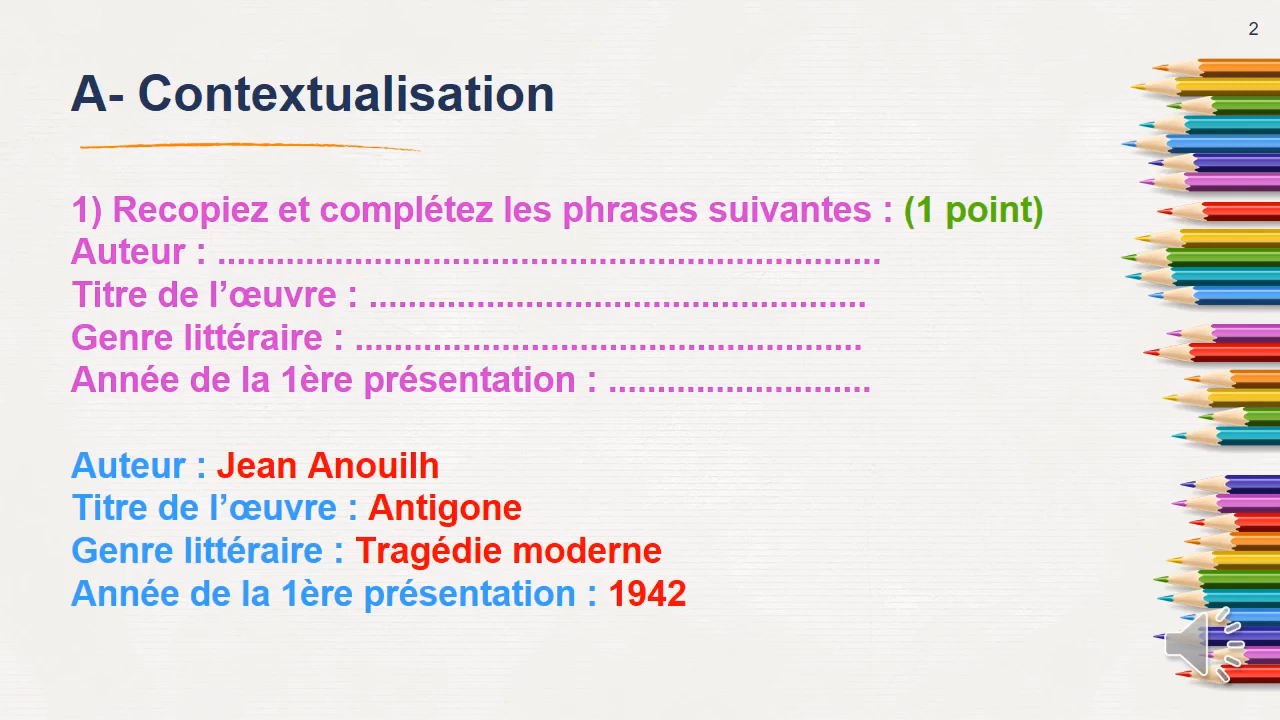 2
A- Contextualisation
1) Recopiez et complétez les phrases suivantes : (1 point)
Auteur : ....................................................................
Titre de l’œuvre : ...................................................
Genre littéraire : ....................................................
Année de la 1ère présentation : ...........................
Auteur : Jean Anouilh
Titre de l’œuvre : Antigone
Genre littéraire : Tragédie moderne
Année de la 1ère présentation : 1942